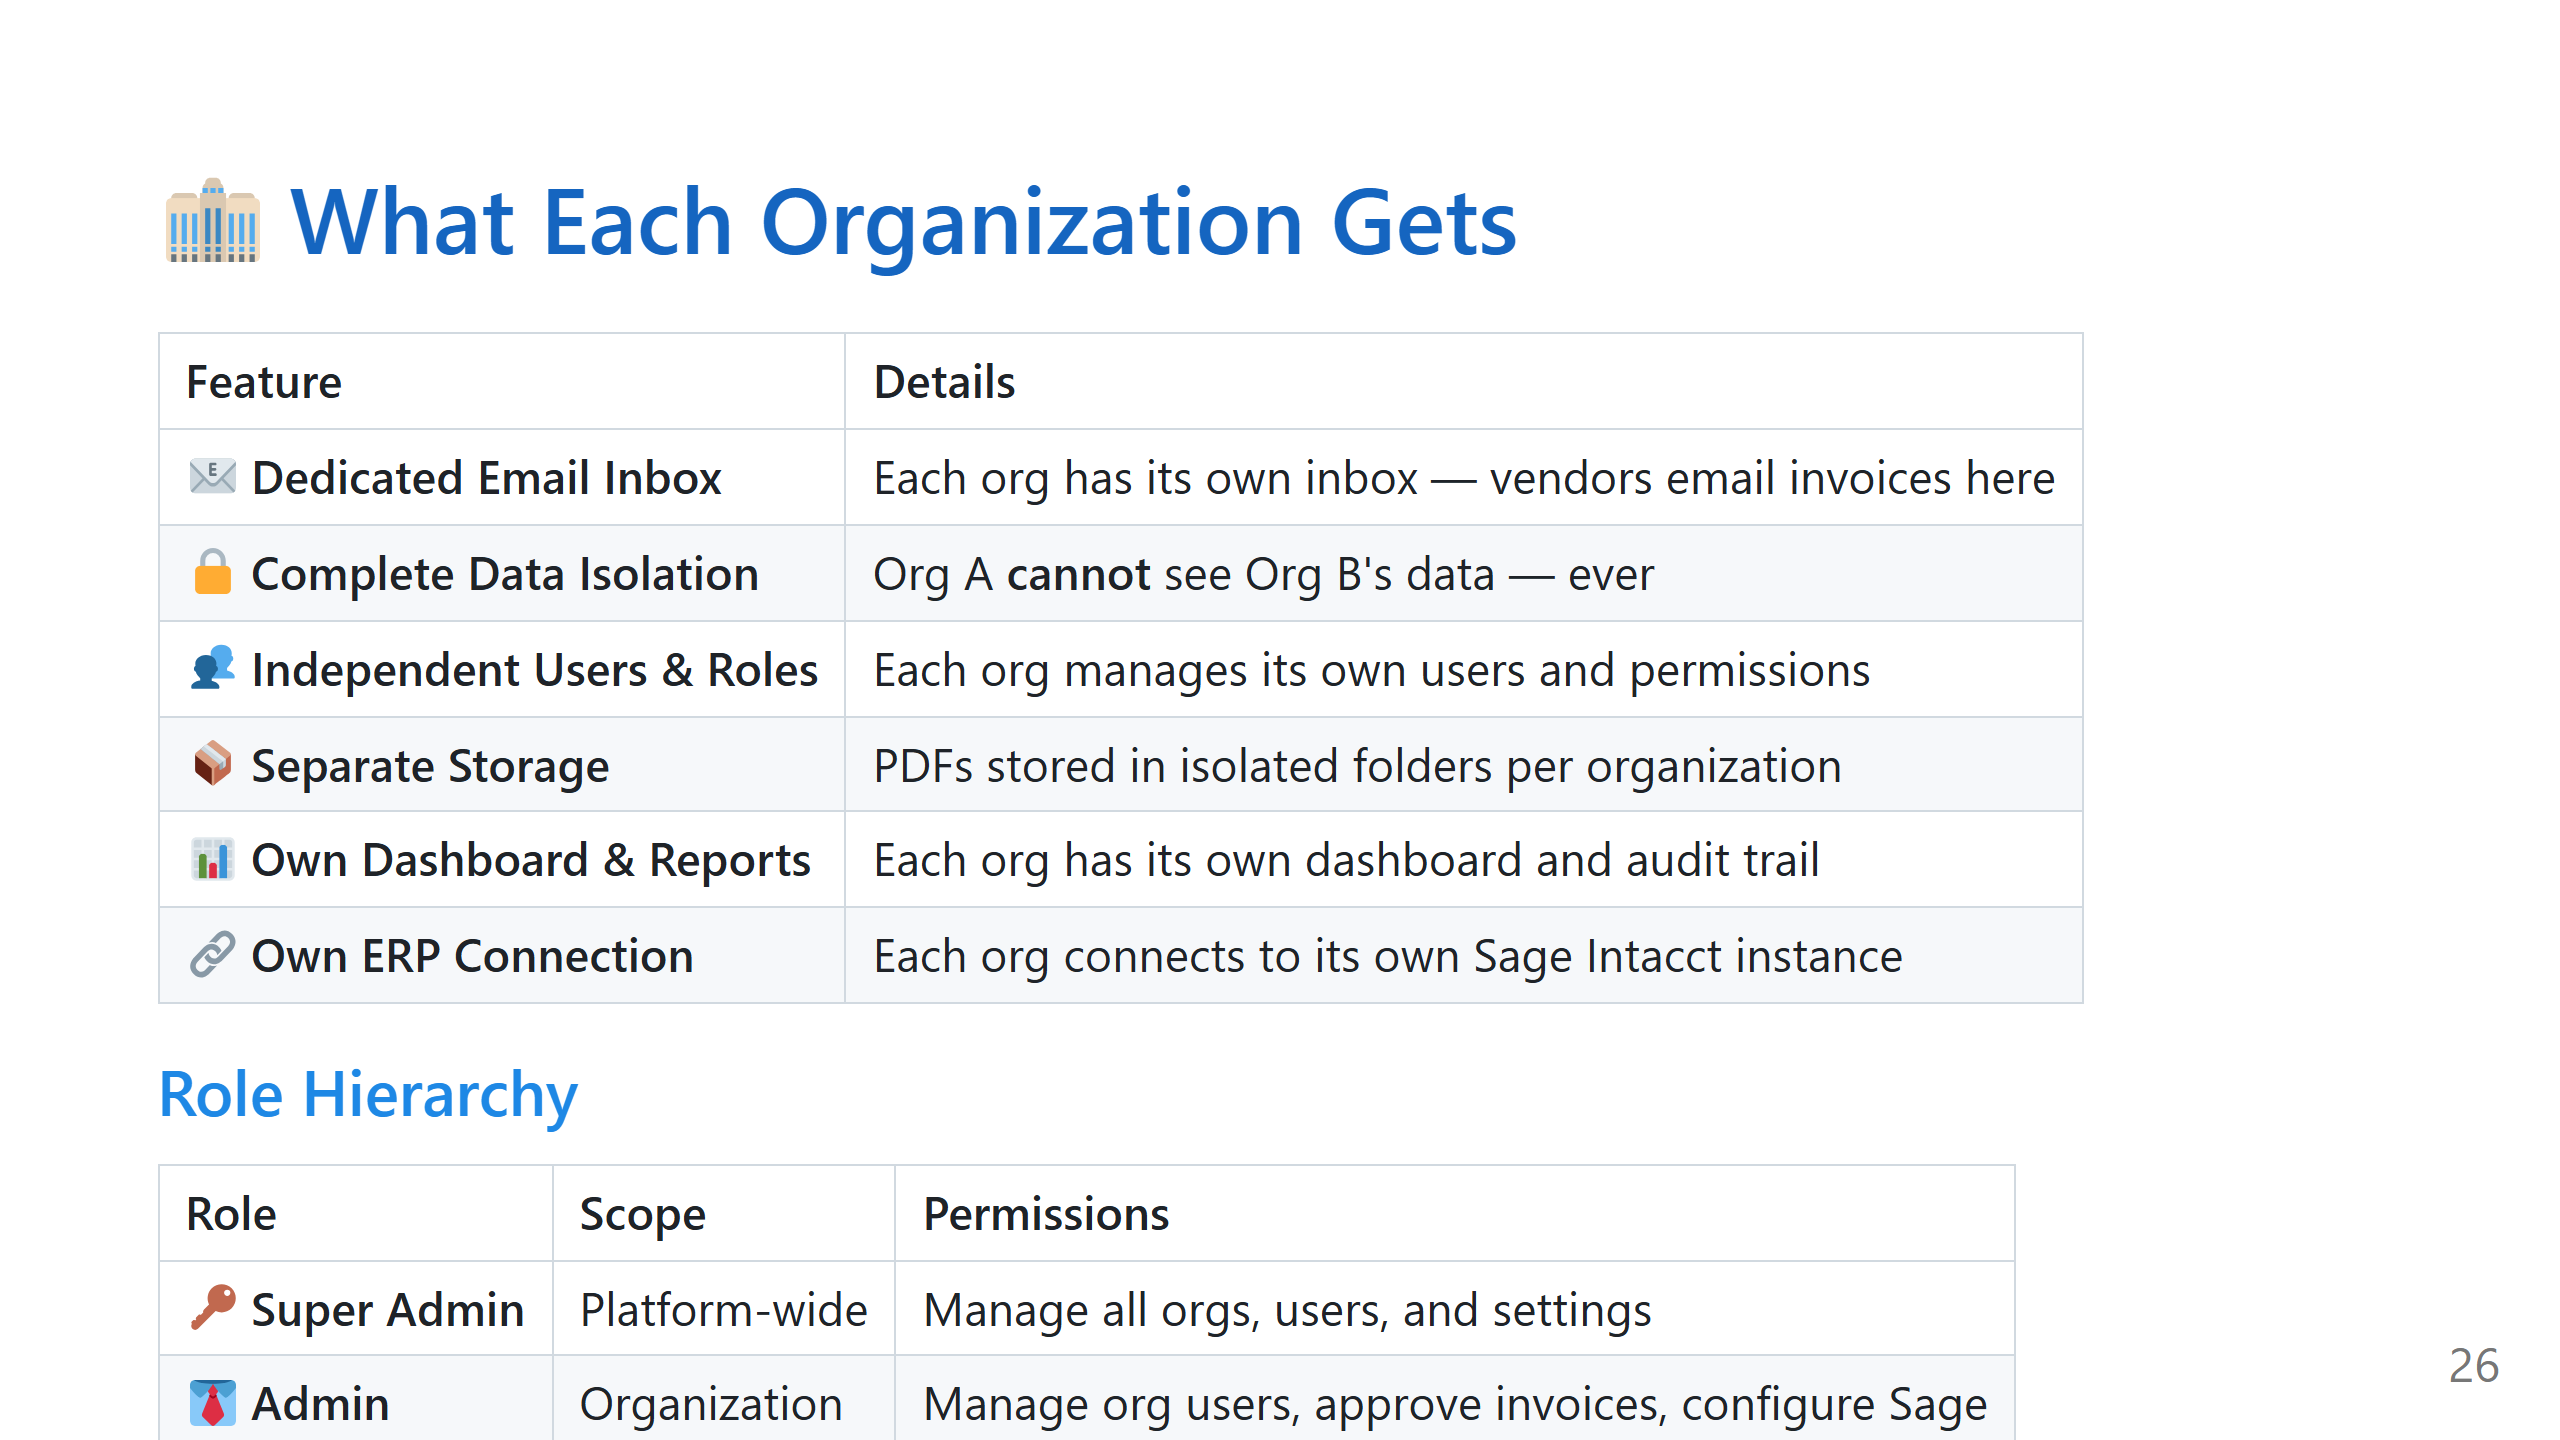 🏢 What Each Organization Gets
Feature Details
📧 Dedicated Email Inbox Each org has its own inbox — vendors email invoices here
🔒 Complete Data Isolation Org A cannot see Org B's data — ever
👥 Independent Users & Roles Each org manages its own users and permissions
📦 Separate Storage PDFs stored in isolated folders per organization
📊 Own Dashboard & Reports Each org has its own dashboard and audit trail
🔗 Own ERP Connection Each org connects to its own Sage Intacct instance
Role Hierarchy
Role Scope Permissions
🔑 Super Admin Platform-wide Manage all orgs, users, and settings
👔 Admin Organization Manage org users, approve invoices, configure Sage
26